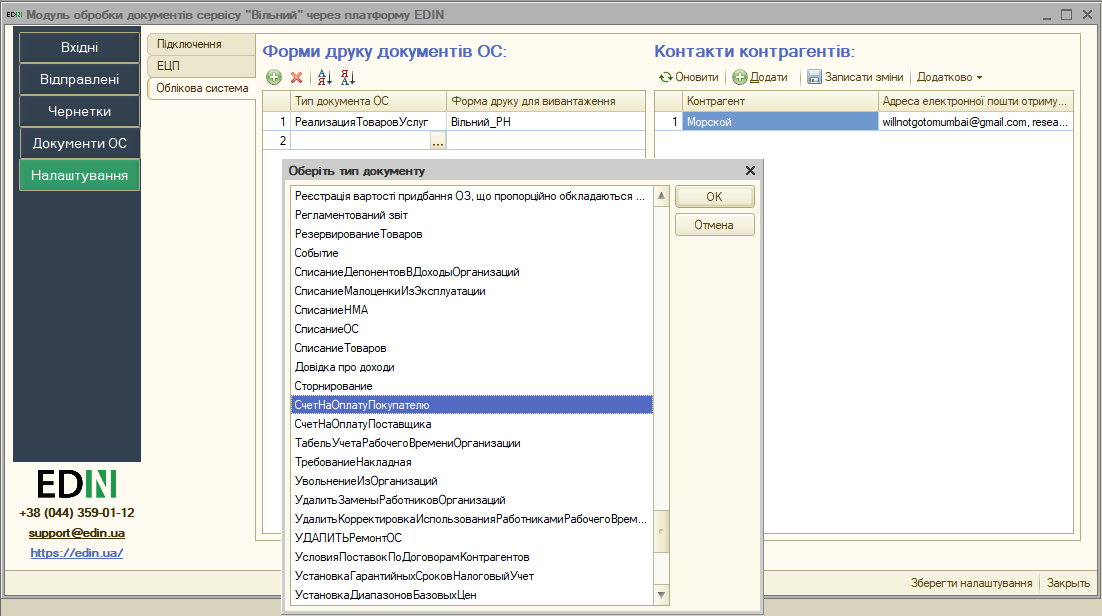 EDIN Модуль обробки документів сервісу "Вільний" через платформу EDIN
Вхідні
Відправлені
Чернетки
Документи ОС
Налаштування
Підключення
ЕЦП
Облікова система
Форми друку документів ОС:
Тип документа ОС Форма друку для вивантаження
1 РеализацияТоваровУслуг Вільний_РН
2 ...
Контакти контрагентів:
Оновити Додати Записати зміни Додатково
Контрагент Адреса електронної пошти отриму...
1 Морской willnotgotomumbai@gmail.com, resea...
Оберіть тип документу
Реєстрація вартості придбання ОЗ, що пропорційно обкладаються ...
Регламентований звіт
РезервированиеТоваров
Событие
СписаниеДепонентовВДоходыОрганизаций
СписаниеМалоценкиИзЭксплуатации
СписаниеНМА
СписаниеОС
СписаниеТоваров
Довідка про доходи
Сторнирование
СчетНаОплатуПокупателю
СчетНаОплатуПоставщика
ТабельУчетаРабочегоВремениОрганизации
ТребованиеНакладная
УвольнениеИзОрганизаций
УдалитьЗаменыРаботниковОрганизаций
УдалитьКорректировкаИспользованияРаботникамиРабочегоВрем...
УДАЛИТЬРемонтОС
УсловияПоставокПоДоговорамКонтрагентов
УстановкаГарантийныхСроковНалоговыйУчет
УстановкаДиапазоновБазовыхЦен
OK
Отмена
EDIN
+38 (044) 359-01-12
support@edin.ua
https://edin.ua/
Зберегти налаштування Закрыть